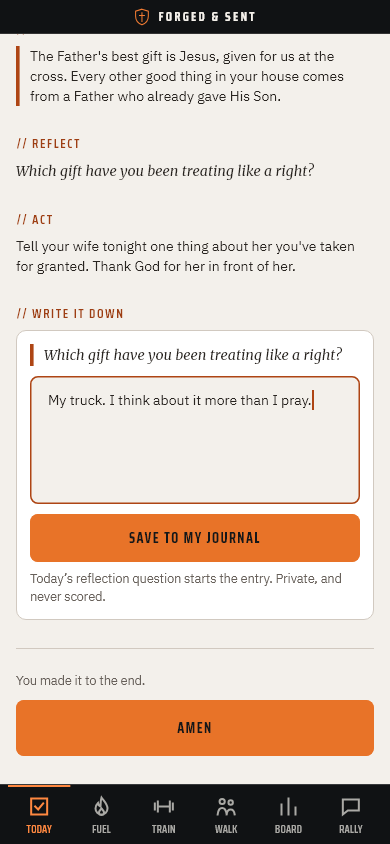 FORGED & SENT
The Father's best gift is Jesus, given for us at the
cross. Every other good thing in your house comes
from a Father who already gave His Son.
// REFLECT
Which gift have you been treating like a right?
// ACT
Tell your wife tonight one thing about her you've taken
for granted. Thank God for her in front of her.
// WRITE IT DOWN
Which gift have you been treating like a right?
My truck. I think about it more than I pray.
SAVE TO MY JOURNAL
Today's reflection question starts the entry. Private, and
never scored.
You made it to the end.
AMEN
TODAY FUEL TRAIN WALK BOARD RALLY